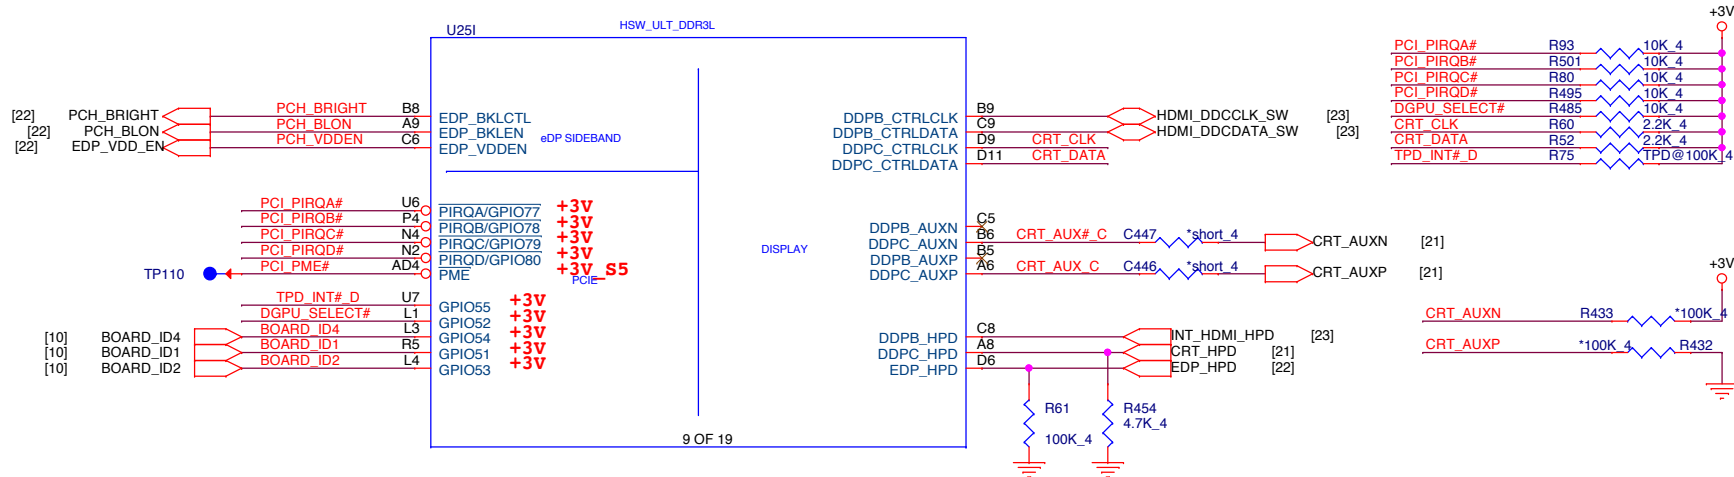 U25I HSW_ULT_DDR3L +3V
PCI_PIRQA# R93 10K_4
PCI_PIRQB# R501 10K_4
PCI_PIRQC# R80 10K_4
PCI_PIRQD# R495 10K_4
DGPU_SELECT# R485 10K_4
CRT_CLK R60 2.2K_4
CRT_DATA R52 2.2K_4
TPD_INT#_D R75 TPD@100K_4
[22] PCH_BRIGHT PCH_BRIGHT B8 EDP_BKLCTL
[22] PCH_BLON PCH_BLON A9 EDP_BKLEN
[22] EDP_VDD_EN PCH_VDDEN C6 EDP_VDDEN
eDP SIDEBAND
DDPB_CTRLCLK B9 HDMI_DDCCLK_SW [23]
DDPB_CTRLDATA C9 HDMI_DDCDATA_SW [23]
DDPC_CTRLCLK D9 CRT_CLK
DDPC_CTRLDATA D11 CRT_DATA
PCI_PIRQA# U6 PIRQA/GPIO77 +3V
PCI_PIRQB# P4 PIRQB/GPIO78 +3V
PCI_PIRQC# N4 PIRQC/GPIO79 +3V
PCI_PIRQD# N2 PIRQD/GPIO80 +3V
TP110 PCI_PME# AD4 PME +3V_S5
PCIE
DISPLAY
DDPB_AUXN C5
DDPC_AUXN B6 CRT_AUX#_C C447 *short_4 CRT_AUXN [21]
DDPB_AUXP B5
DDPC_AUXP A6 CRT_AUX_C C446 *short_4 CRT_AUXP [21]
TPD_INT#_D U7 GPIO55 +3V
DGPU_SELECT# L1 GPIO52 +3V
[10] BOARD_ID4 BOARD_ID4 L3 GPIO54 +3V
[10] BOARD_ID1 BOARD_ID1 R5 GPIO51 +3V
[10] BOARD_ID2 BOARD_ID2 L4 GPIO53 +3V
DDPB_HPD C8 INT_HDMI_HPD [23]
DDPC_HPD A8 CRT_HPD [21]
EDP_HPD D6 EDP_HPD [22]
+3V
CRT_AUXN R433 *100K_4
CRT_AUXP *100K_4 R432
R61 R454
100K_4 4.7K_4
9 OF 19